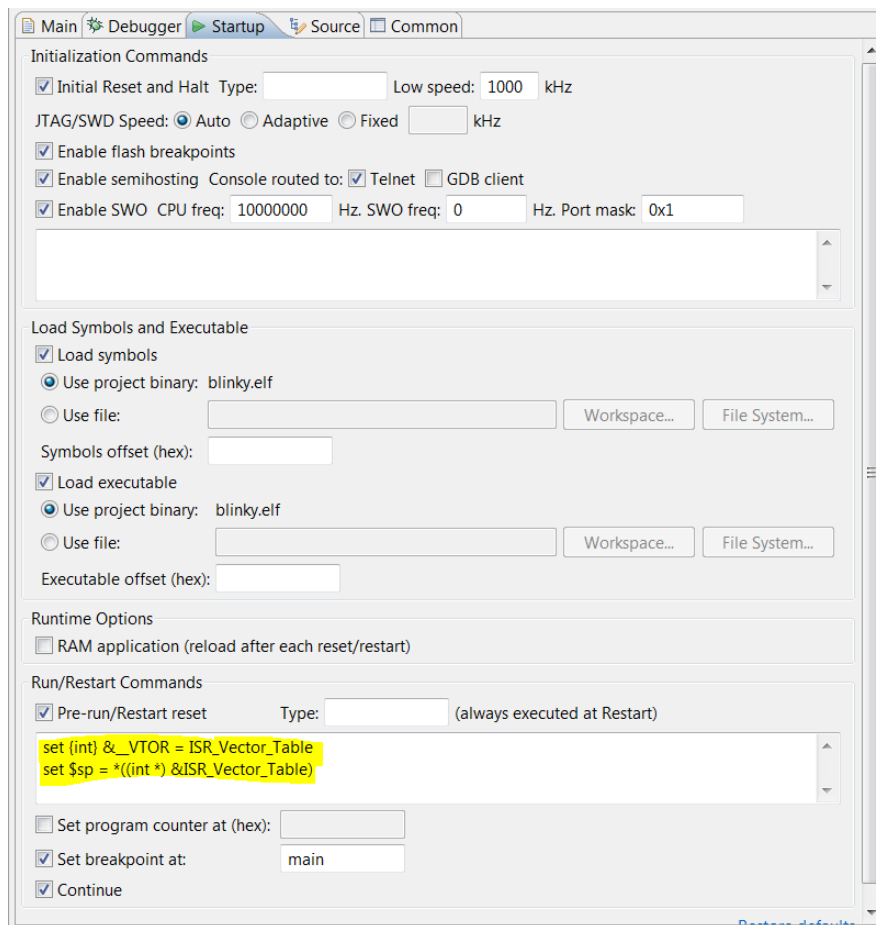 Main Debugger Startup Source Common
Initialization Commands
Initial Reset and Halt Type: Low speed: 1000 kHz
JTAG/SWD Speed: Auto Adaptive Fixed kHz
Enable flash breakpoints
Enable semihosting Console routed to: Telnet GDB client
Enable SWO CPU freq: 10000000 Hz. SWO freq: 0 Hz. Port mask: 0x1
Load Symbols and Executable
Load symbols
Use project binary: blinky.elf
Use file: Workspace... File System...
Symbols offset (hex):
Load executable
Use project binary: blinky.elf
Use file: Workspace... File System...
Executable offset (hex):
Runtime Options
RAM application (reload after each reset/restart)
Run/Restart Commands
Pre-run/Restart reset Type: (always executed at Restart)
set {int} &__VTOR = ISR_Vector_Table
set $sp = *((int *) &ISR_Vector_Table)
Set program counter at (hex):
Set breakpoint at: main
Continue
Restore defaults